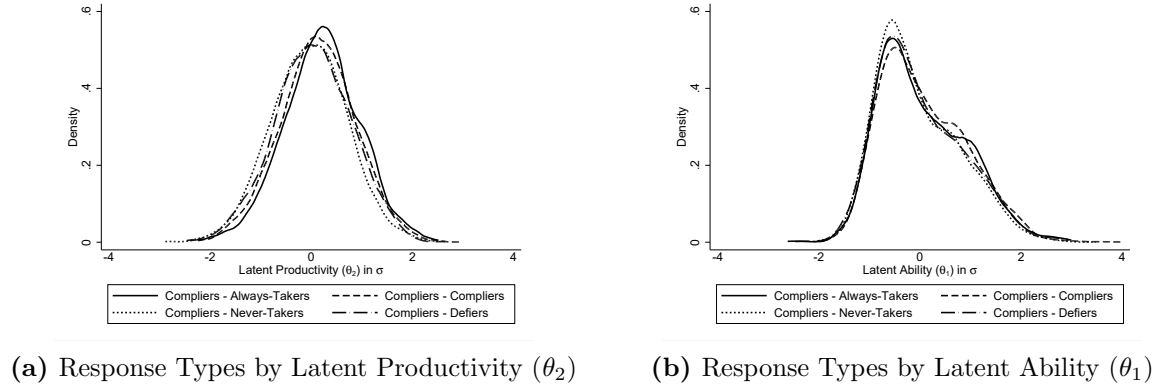 .6
.4
.2
0
Density
-4
-2
0
2
4
Latent Productivity (θ₂) in σ
Compliers - Always-Takers
Compliers - Compliers
Compliers - Never-Takers
Compliers - Defiers
(a) Response Types by Latent Productivity (θ₂)
.6
.4
.2
0
Density
-4
-2
0
2
4
Latent Ability (θ₁) in σ
Compliers - Always-Takers
Compliers - Compliers
Compliers - Never-Takers
Compliers - Defiers
(b) Response Types by Latent Ability (θ₁)